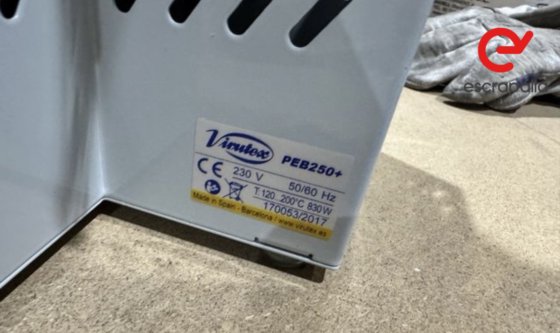 escrapalia
Virutex PEB250+
CE 230 V 50/60 Hz
T.120..200°C 830W
170053/2017
Made in Spain - Barcelona / www.virutex.es